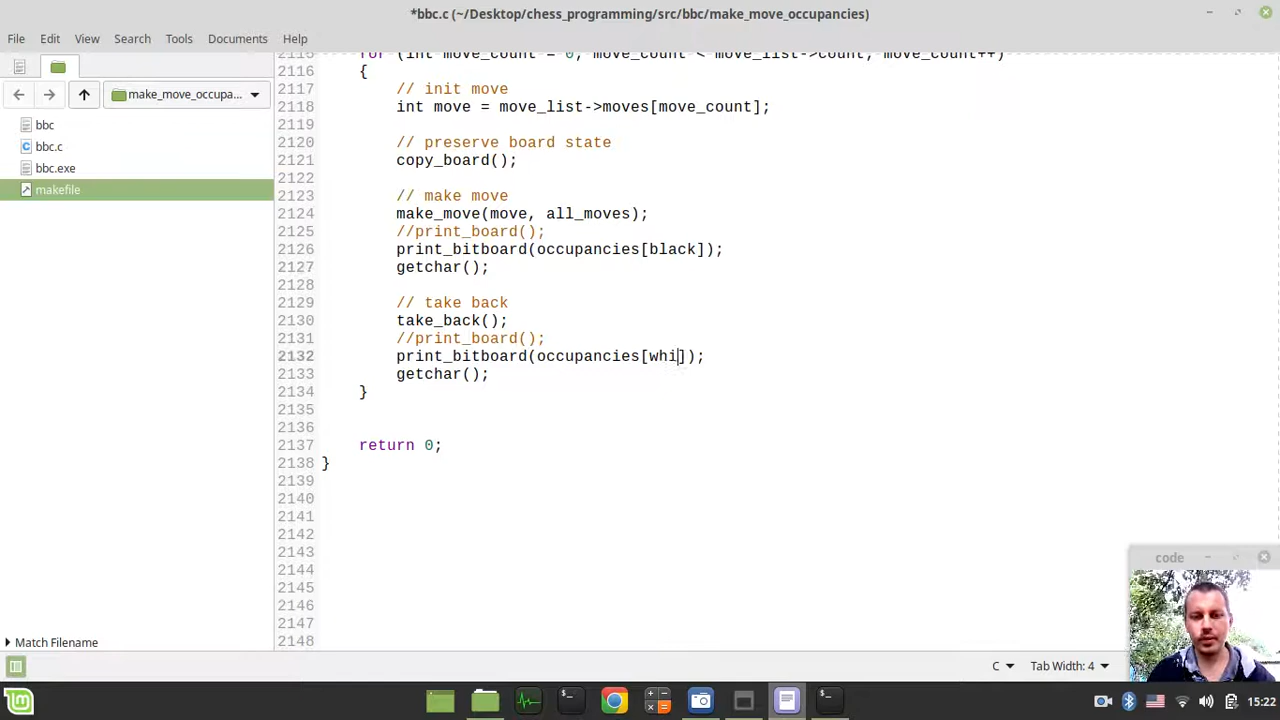 *bbc.c (~/Desktop/chess_programming/src/bbc/make_move_occupancies)
File Edit View Search Tools Documents Help
make_move_occupa...
bbc
bbc.c
bbc.exe
makefile
Match Filename
2115 for (int move_count = 0; move_count < move_list->count; move_count++)
2116 {
2117 // init move
2118 int move = move_list->moves[move_count];
2119
2120 // preserve board state
2121 copy_board();
2122
2123 // make move
2124 make_move(move, all_moves);
2125 //print_board();
2126 print_bitboard(occupancies[black]);
2127 getchar();
2128
2129 // take back
2130 take_back();
2131 //print_board();
2132 print_bitboard(occupancies[whi]);
2133 getchar();
2134 }
2135
2136
2137 return 0;
2138 }
2139
2140
2141
2142
2143
2144
2145
2146
2147
2148
code
C Tab Width: 4
15:22